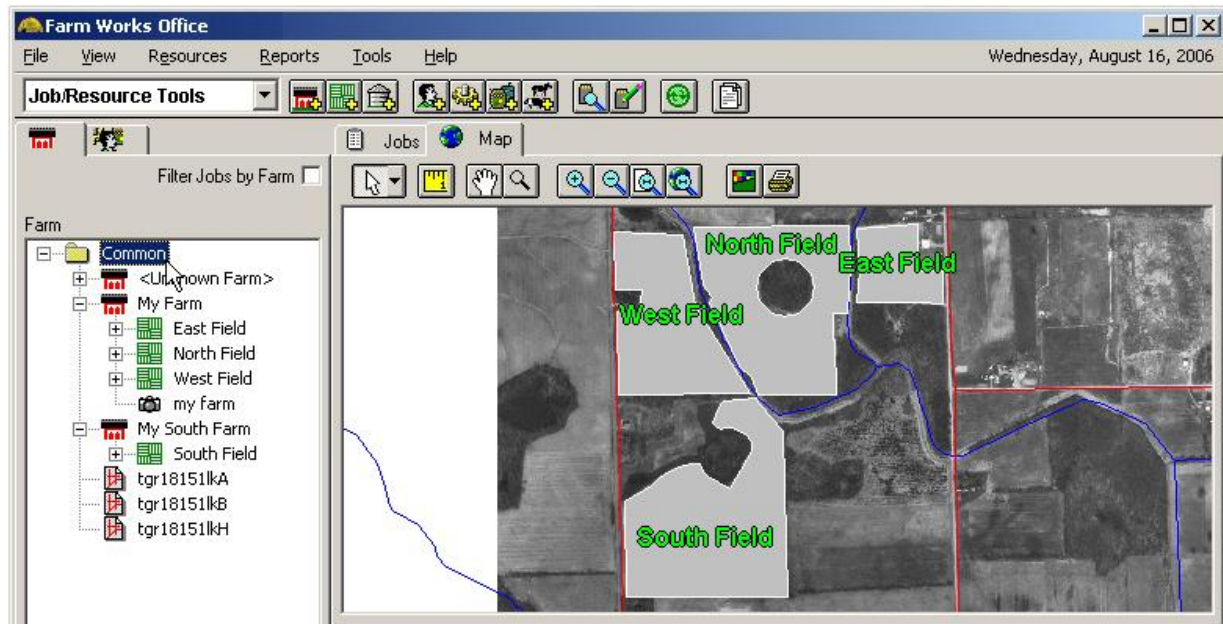 Farm Works Office
File View Resources Reports Tools Help Wednesday, August 16, 2006
Job/Resource Tools
Jobs Map
Filter Jobs by Farm
Farm
Common
<Unknown Farm>
My Farm
East Field
North Field
West Field
my farm
My South Farm
South Field
tgr18151lkA
tgr18151lkB
tgr18151lkH
North Field
East Field
West Field
South Field